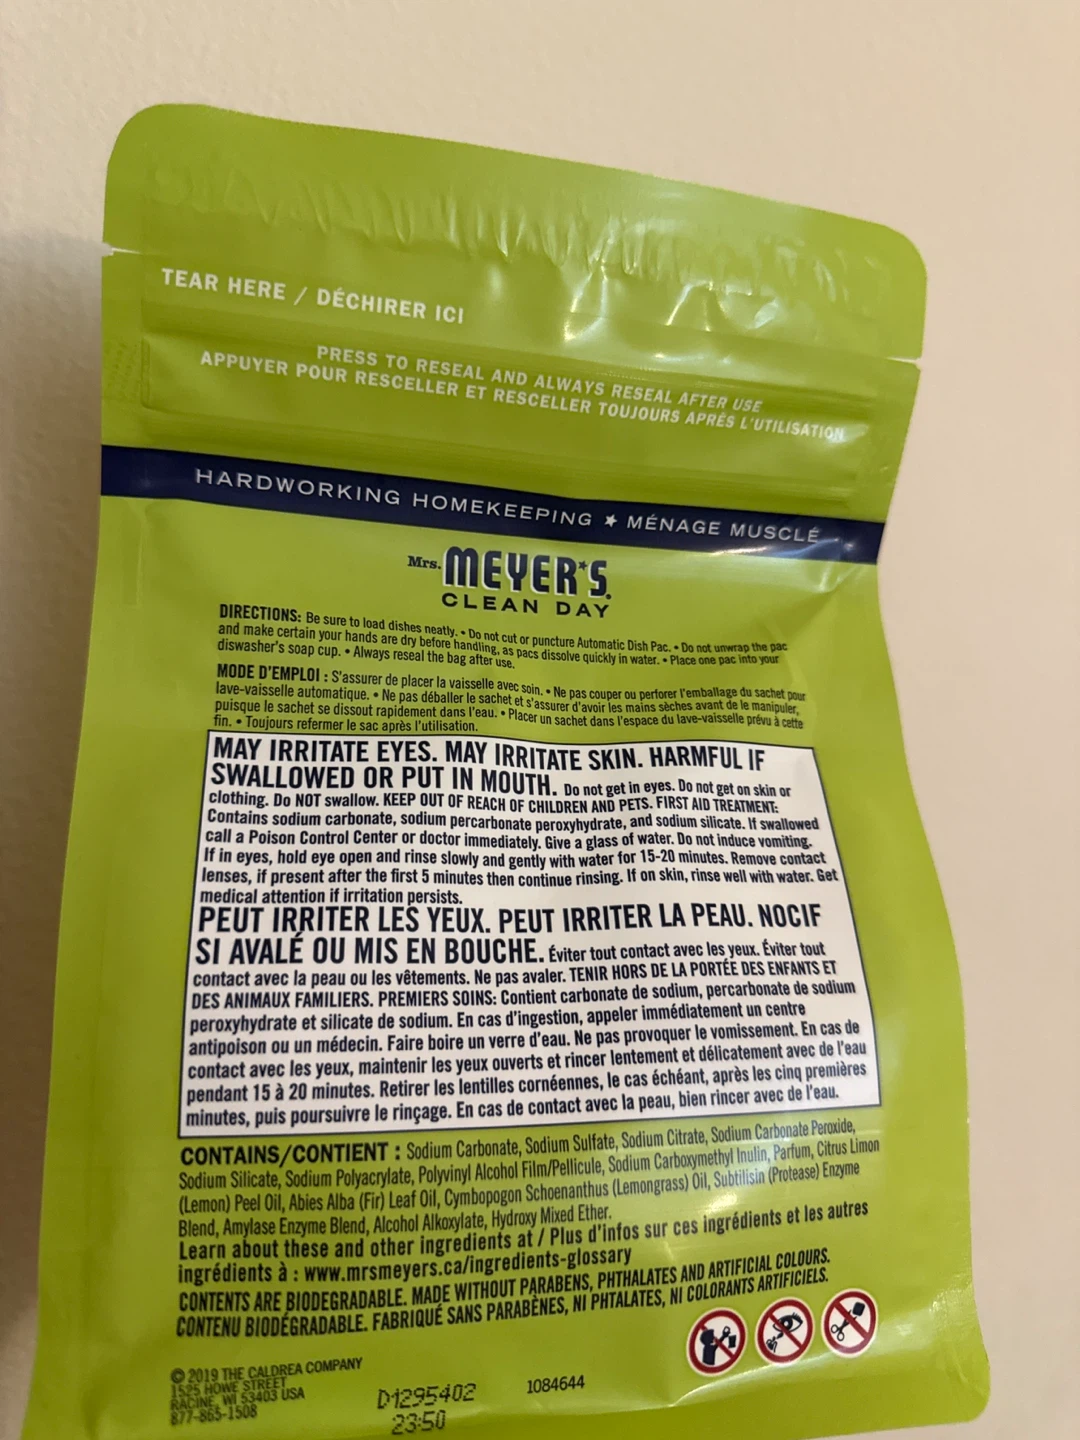 TEAR HERE / DÉCHIRER ICI
PRESS TO RESEAL AND ALWAYS RESEAL AFTER USE
APPUYER POUR RESCELLER ET RESCELLER TOUJOURS APRÈS L'UTILISATION
HARDWORKING HOMEKEEPING ★ MÉNAGE MUSCLÉ
Mrs. MEYER'S
CLEAN DAY
DIRECTIONS: Be sure to load dishes neatly. • Do not cut or puncture Automatic Dish Pac. • Do not unwrap the pac
and make certain your hands are dry before handling, as pacs dissolve quickly in water. • Place one pac into your
diswasher's soap cup. • Always reseal the bag after use.
MODE D'EMPLOI : S'assurer de placer la vaisselle avec soin. • Ne pas couper ou perforer l'emballage du sachet pour
lave-vaisselle automatique. • Ne pas déballer le sachet et s'assurer d'avoir les mains sèches avant de le manipuler,
puisque le sachet se dissout rapidement dans l'eau. • Placer un sachet dans l'espace du lave-vaisselle prévu à cette
fin. • Toujours refermer le sac après l'utilisation.
MAY IRRITATE EYES. MAY IRRITATE SKIN. HARMFUL IF
SWALLOWED OR PUT IN MOUTH. Do not get in eyes. Do not get on skin or
clothing. Do NOT swallow. KEEP OUT OF REACH OF CHILDREN AND PETS. FIRST AID TREATMENT:
Contains sodium carbonate, sodium percarbonate peroxyhydrate, and sodium silicate. If swallowed
call a Poison Control Center or doctor immediately. Give a glass of water. Do not induce vomiting.
If in eyes, hold eye open and rinse slowly and gently with water for 15-20 minutes. Remove contact
lenses, if present after the first 5 minutes then continue rinsing. If on skin, rinse well with water. Get
medical attention if irritation persists.
PEUT IRRITER LES YEUX. PEUT IRRITER LA PEAU. NOCIF
SI AVALÉ OU MIS EN BOUCHE. Éviter tout contact avec les yeux. Éviter tout
contact avec la peau ou les vêtements. Ne pas avaler. TENIR HORS DE LA PORTÉE DES ENFANTS ET
DES ANIMAUX FAMILIERS. PREMIERS SOINS: Contient carbonate de sodium, percarbonate de sodium
peroxyhydrate et silicate de sodium. En cas d'ingestion, appeler immédiatement un centre
antipoison ou un médecin. Faire boire un verre d'eau. Ne pas provoquer le vomissement. En cas de
contact avec les yeux, maintenir les yeux ouverts et rincer lentement et délicatement avec de l'eau
pendant 15 à 20 minutes. Retirer les lentilles cornéennes, le cas échéant, après les cinq premières
minutes, puis poursuivre le rinçage. En cas de contact avec la peau, bien rincer avec de l'eau.
CONTAINS/CONTIENT : Sodium Carbonate, Sodium Sulfate, Sodium Citrate, Sodium Carbonate Peroxide,
Sodium Silicate, Sodium Polyacrylate, Polyvinyl Alcohol Film/Pellicule, Sodium Carboxymethyl Inulin, Parfum, Citrus Limon
(Lemon) Peel Oil, Abies Alba (Fir) Leaf Oil, Cymbopogon Schoenanthus (Lemongrass) Oil, Subtilisin (Protease) Enzyme
Blend, Amylase Enzyme Blend, Alcohol Alkoxylate, Hydroxy Mixed Ether.
Learn about these and other ingredients at / Plus d'infos sur ces ingrédients et les autres
ingrédients à : www.mrsmeyers.ca/ingredients-glossary
CONTENTS ARE BIODEGRADABLE. MADE WITHOUT PARABENS, PHTHALATES AND ARTIFICIAL COLOURS.
CONTENU BIODÉGRADABLE. FABRIQUÉ SANS PARABÈNES, NI PHTALATES, NI COLORANTS ARTIFICIELS.
© 2019 THE CALDREA COMPANY
1525 HOWE STREET
RACINE, WI 53403 USA
877-865-1508
D1295402
23:50
1084644